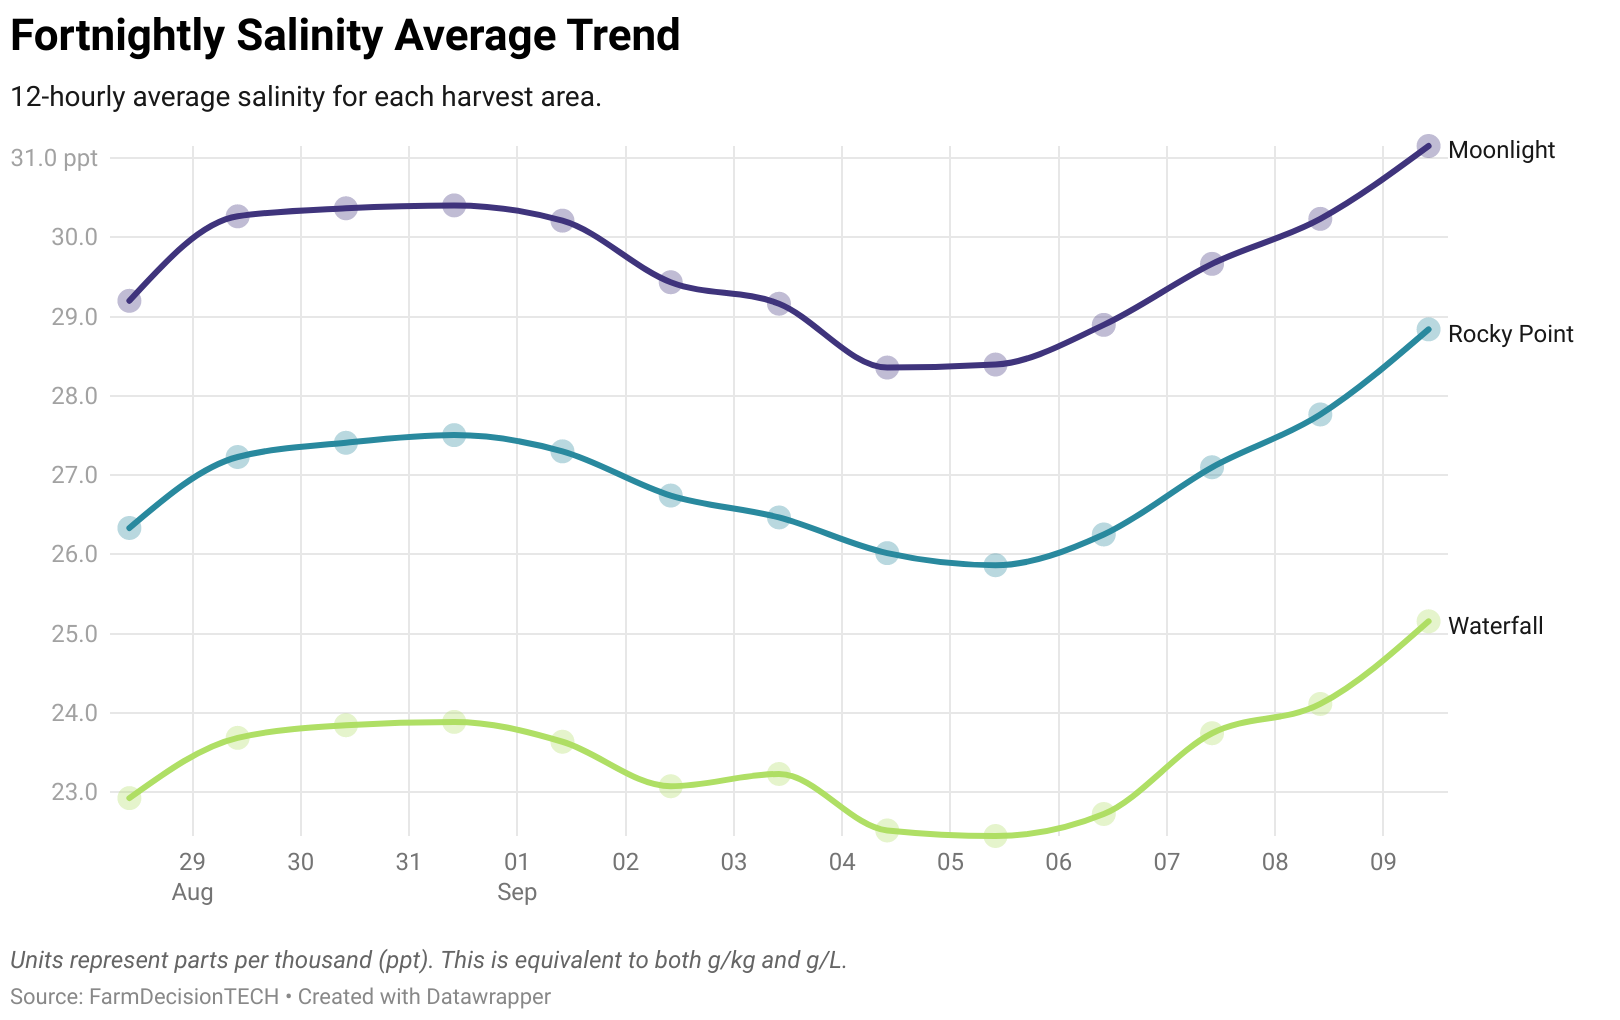 Fortnightly Salinity Average Trend
12-hourly average salinity for each harvest area.
31.0 ppt
Moonlight
30.0
29.0
Rocky Point
28.0
27.0
26.0
25.0
Waterfall
24.0
23.0
29 30 31 01 02 03 04 05 06 07 08 09
Aug Sep
Units represent parts per thousand (ppt). This is equivalent to both g/kg and g/L.
Source: FarmDecisionTECH • Created with Datawrapper